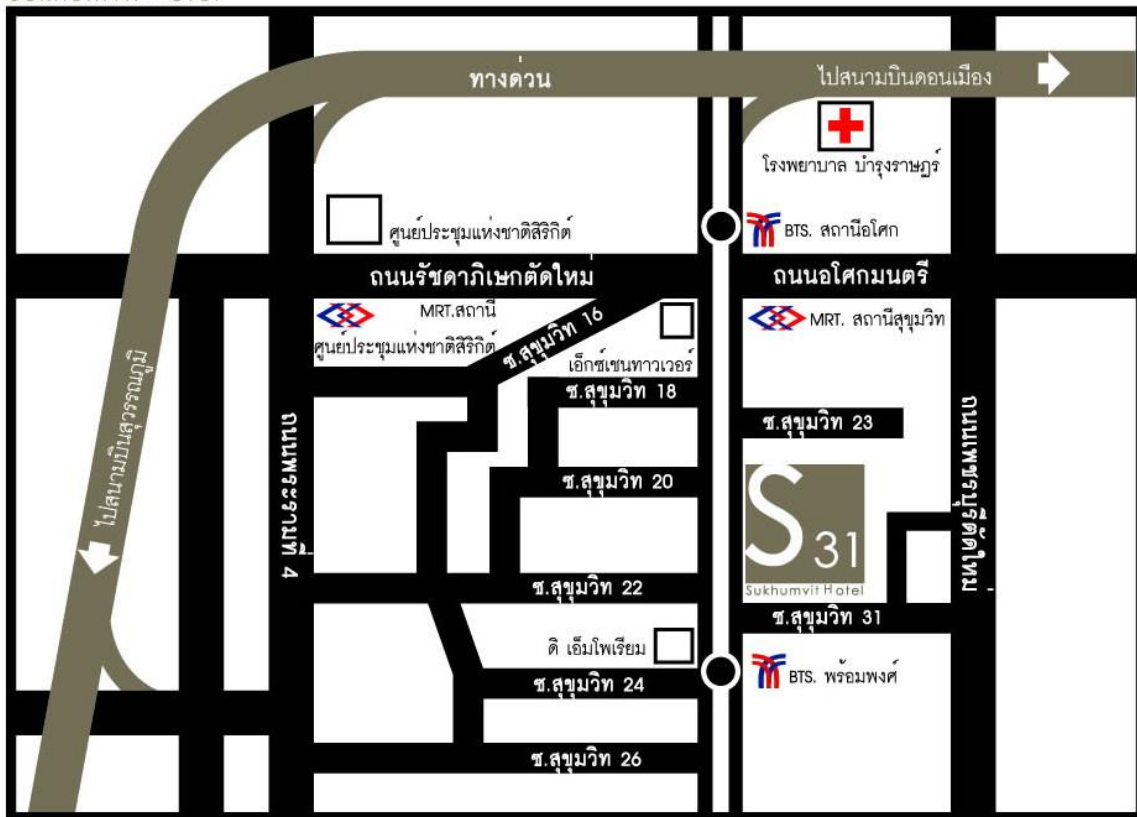 ทางด่วน
ไปสนามบินดอนเมือง
โรงพยาบาล บำรุงราษฎร์
ศูนย์ประชุมแห่งชาติสิริกิต์
BTS. สถานีอโศก
ถนนรัชดาภิเษกตัดใหม่
ถนนอโศกมนตรี
MRT.สถานี
ศูนย์ประชุมแห่งชาติสิริกิต์
ซ.สุขุมวิท 16
เอ็กซ์เชนทาวเวอร์
MRT. สถานีสุขุมวิท
ซ.สุขุมวิท 18
ซ.สุขุมวิท 23
ไปสนามบินสุวรรณภูมิ
ถนนพระรามที่ 4
ซ.สุขุมวิท 20
S 31
Sukhumvit Hotel
ถนนเพชรบุรีตัดใหม่
ซ.สุขุมวิท 22
ซ.สุขุมวิท 31
ดิ เอ็มโพเรียม
ซ.สุขุมวิท 24
BTS. พร้อมพงศ์
ซ.สุขุมวิท 26